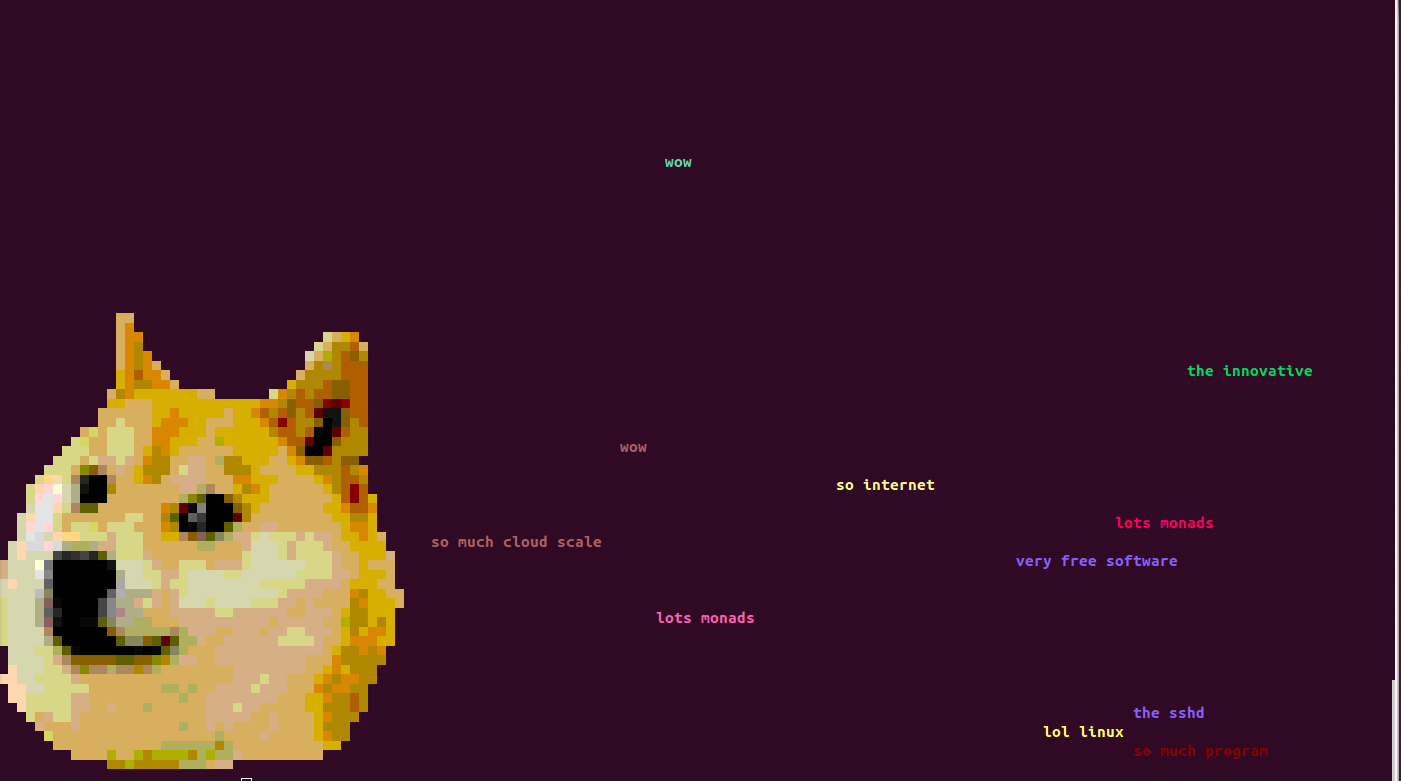 wow
the innovative
wow
so internet
lots monads
so much cloud scale
very free software
lots monads
the sshd
lol linux
so much program